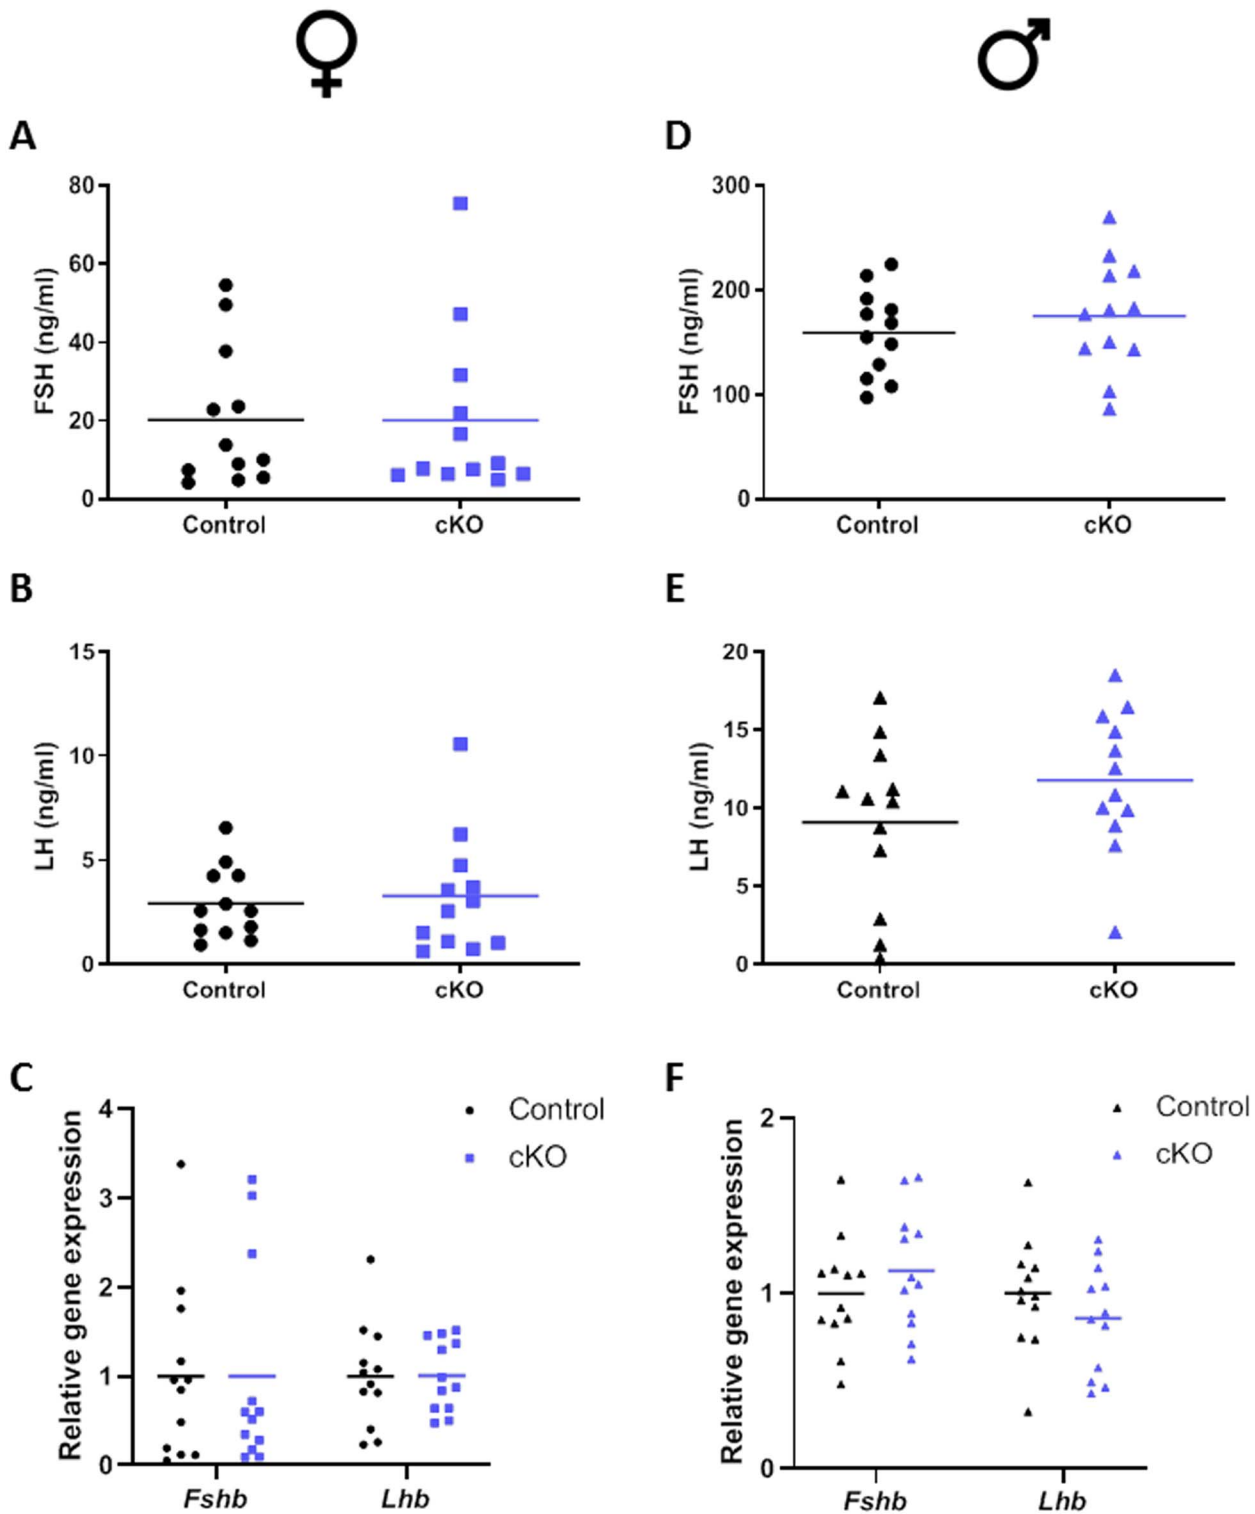 ♀ ♂
A
80
60
40
20
0
FSH (ng/ml)
Control cKO
D
300
200
100
0
FSH (ng/ml)
Control cKO
B
15
10
5
0
LH (ng/ml)
Control cKO
E
20
15
10
5
0
LH (ng/ml)
Control cKO
C
4
3
2
1
0
Relative gene expression
Control
cKO
Fshb Lhb
F
2
1
0
Relative gene expression
Control
cKO
Fshb Lhb